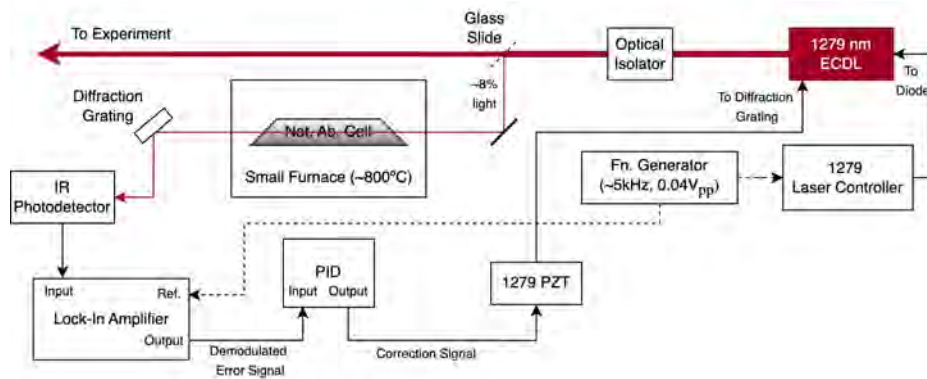 To Experiment
Glass
Slide
Optical
Isolator
1279 nm
ECDL
~8%
light
To
Diode
To Diffraction
Grating
Diffraction
Grating
Nat. Ab. Cell
Small Furnace (~800°C)
Fn. Generator
(~5kHz, 0.04Vpp)
1279
Laser Controller
IR
Photodetector
PID
Input Output
1279 PZT
Input
Ref.
Lock-In Amplifier
Output
Demodulated
Error Signal
Correction Signal